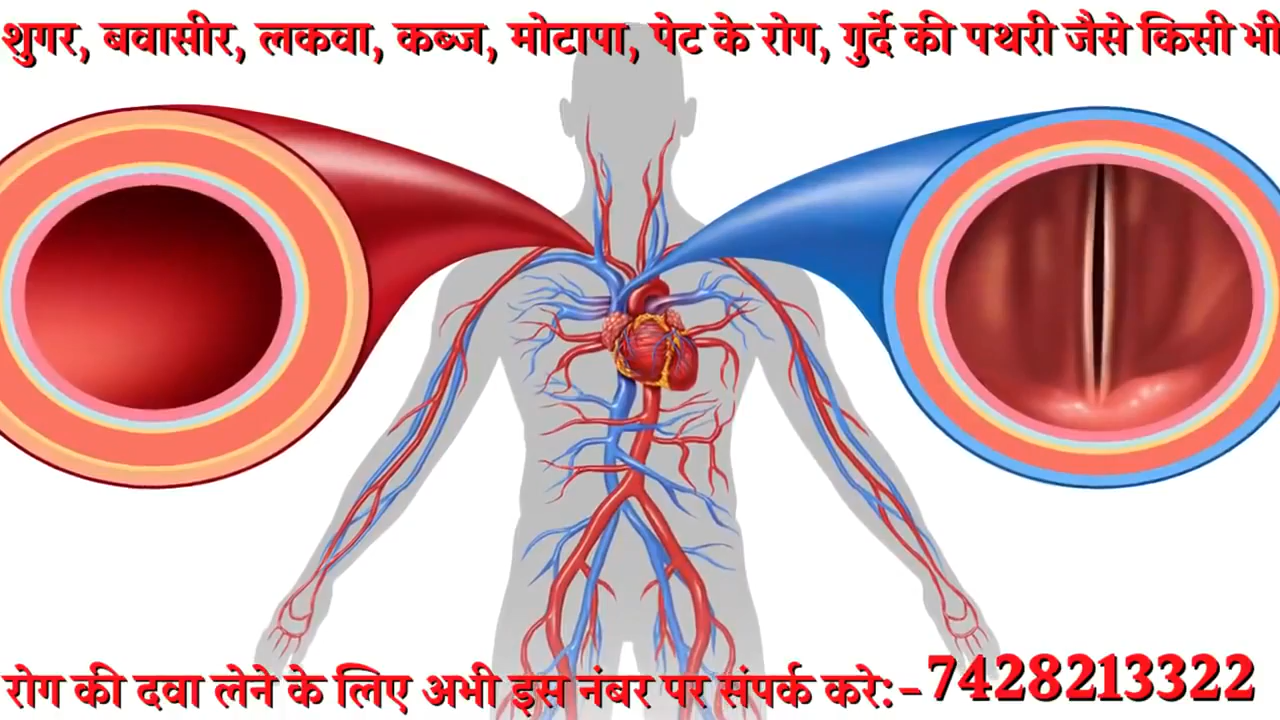 शुगर, बवासीर, लकवा, कब्ज, मोटापा, पेट के रोग, गुर्दे की पथरी जैसे किसी भी
रोग की दवा लेने के लिए अभी इस नंबर पर संपर्क करे:-7428213322